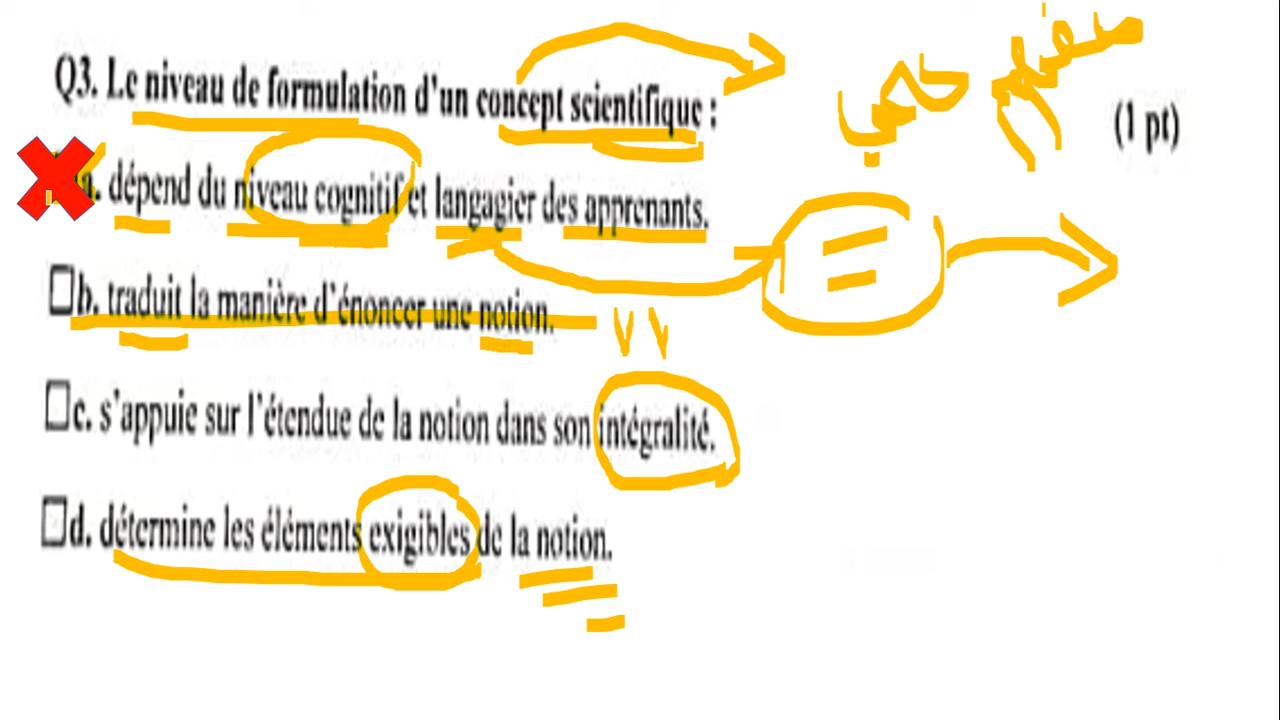 Q3. Le niveau de formulation d'un concept scientifique :
(1 pt)
a. dépend du niveau cognitif et langagier des apprenants.
b. traduit la manière d'énoncer une notion.
c. s'appuie sur l'étendue de la notion dans son intégralité.
d. détermine les éléments exigibles de la notion.